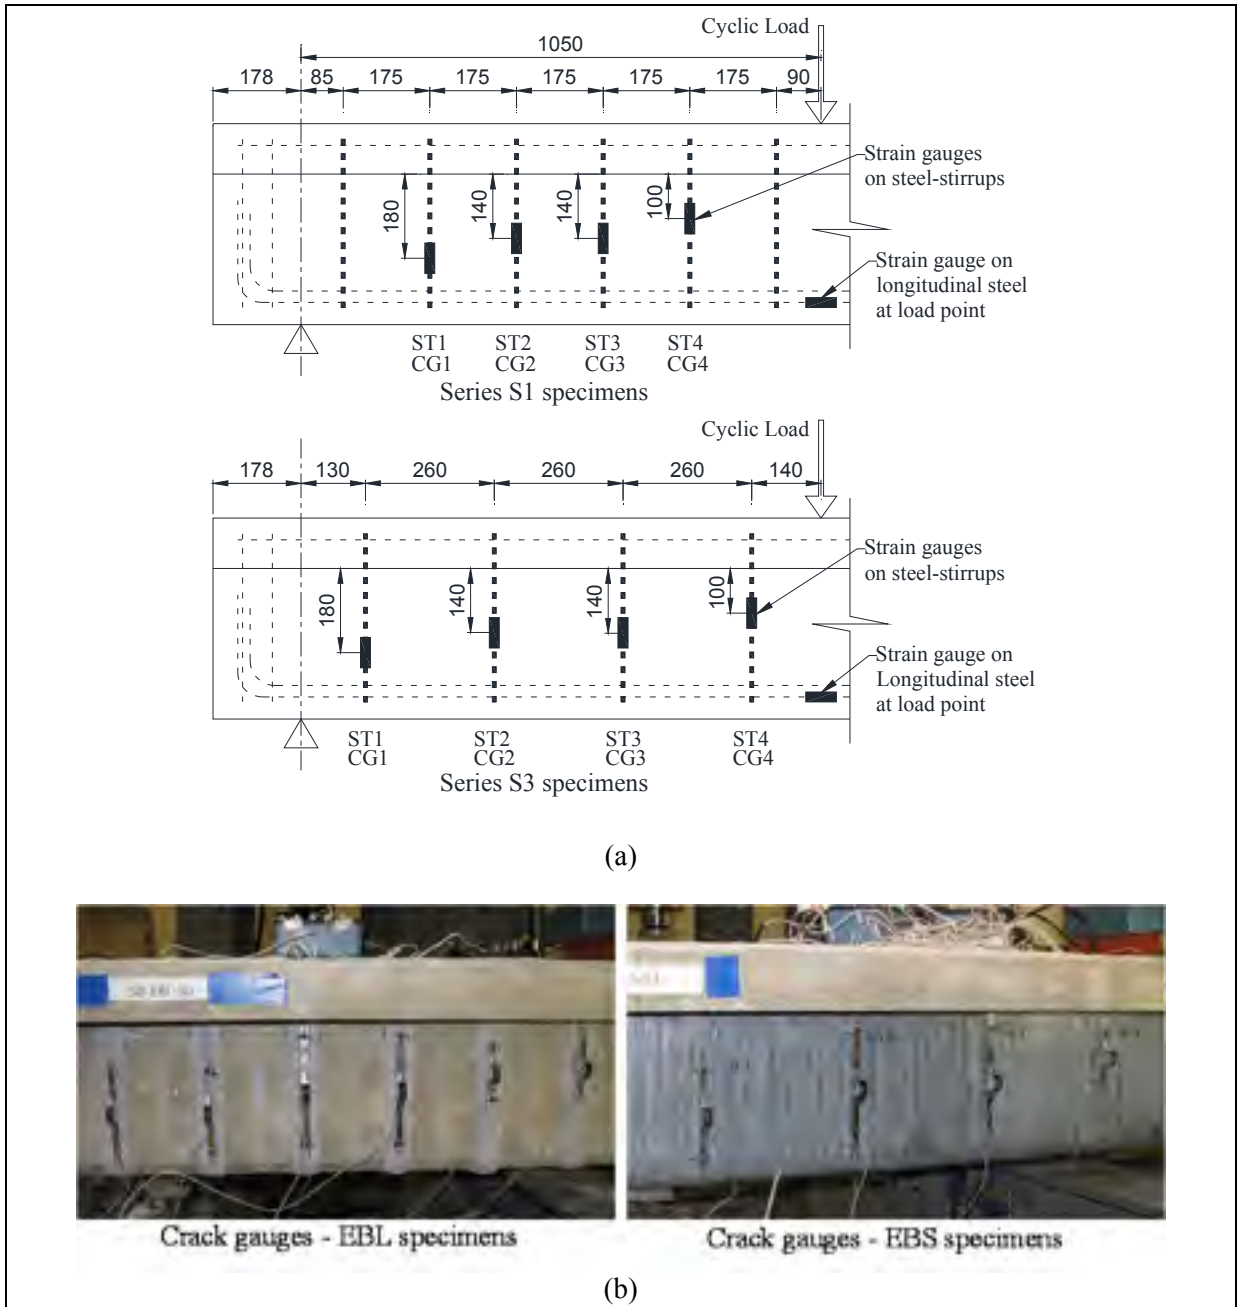 Cyclic Load
1050
178 85 175 175 175 175 175 90
Strain gauges
on steel-stirrups
180 140 140 100
Strain gauge on
longitudinal steel
at load point
ST1 ST2 ST3 ST4
CG1 CG2 CG3 CG4
Series S1 specimens
Cyclic Load
178 130 260 260 260 140
Strain gauges
on steel-stirrups
180 140 140 100
Strain gauge on
Longitudinal steel
at load point
ST1 ST2 ST3 ST4
CG1 CG2 CG3 CG4
Series S3 specimens
(a)
Crack gauges - EBL specimens
Crack gauges - EBS specimens
(b)